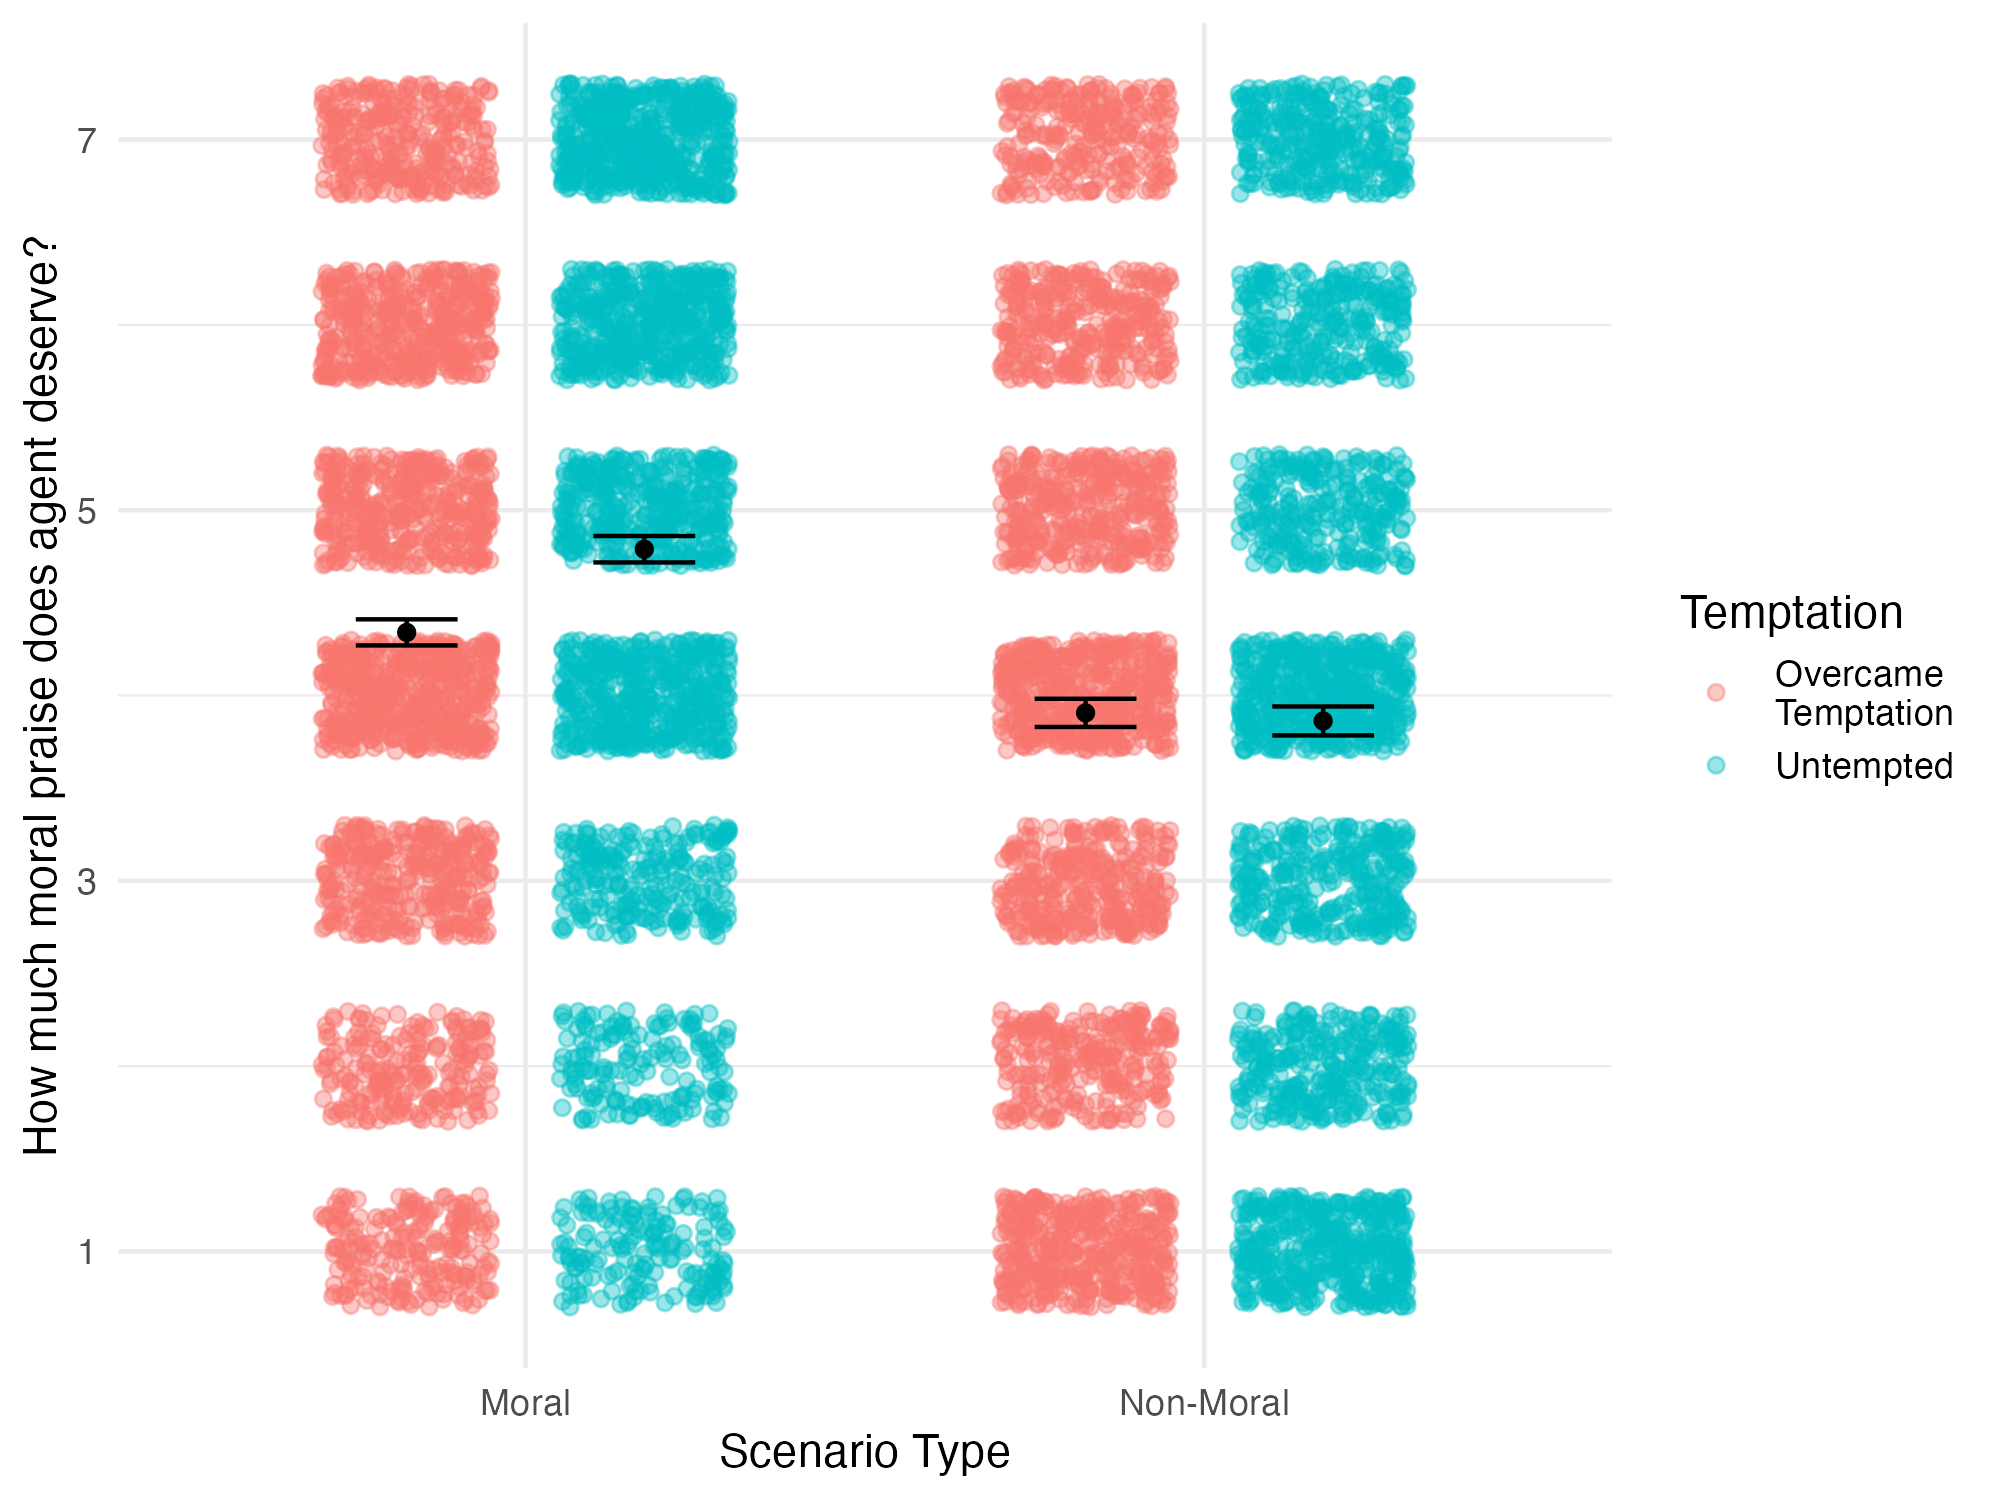 How much moral praise does agent deserve?
7
5
3
1
Moral
Non-Moral
Scenario Type
Temptation
Overcame
Temptation
Untempted